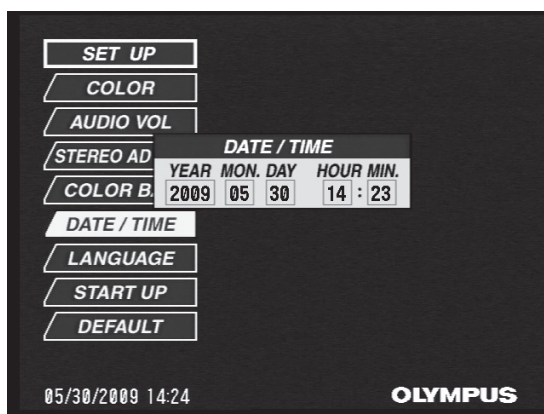 SET UP
COLOR
AUDIO VOL
STEREO AD
COLOR B
DATE / TIME
LANGUAGE
START UP
DEFAULT
DATE / TIME
YEAR MON. DAY HOUR MIN.
2009 05 30 14 : 23
05/30/2009 14:24
OLYMPUS